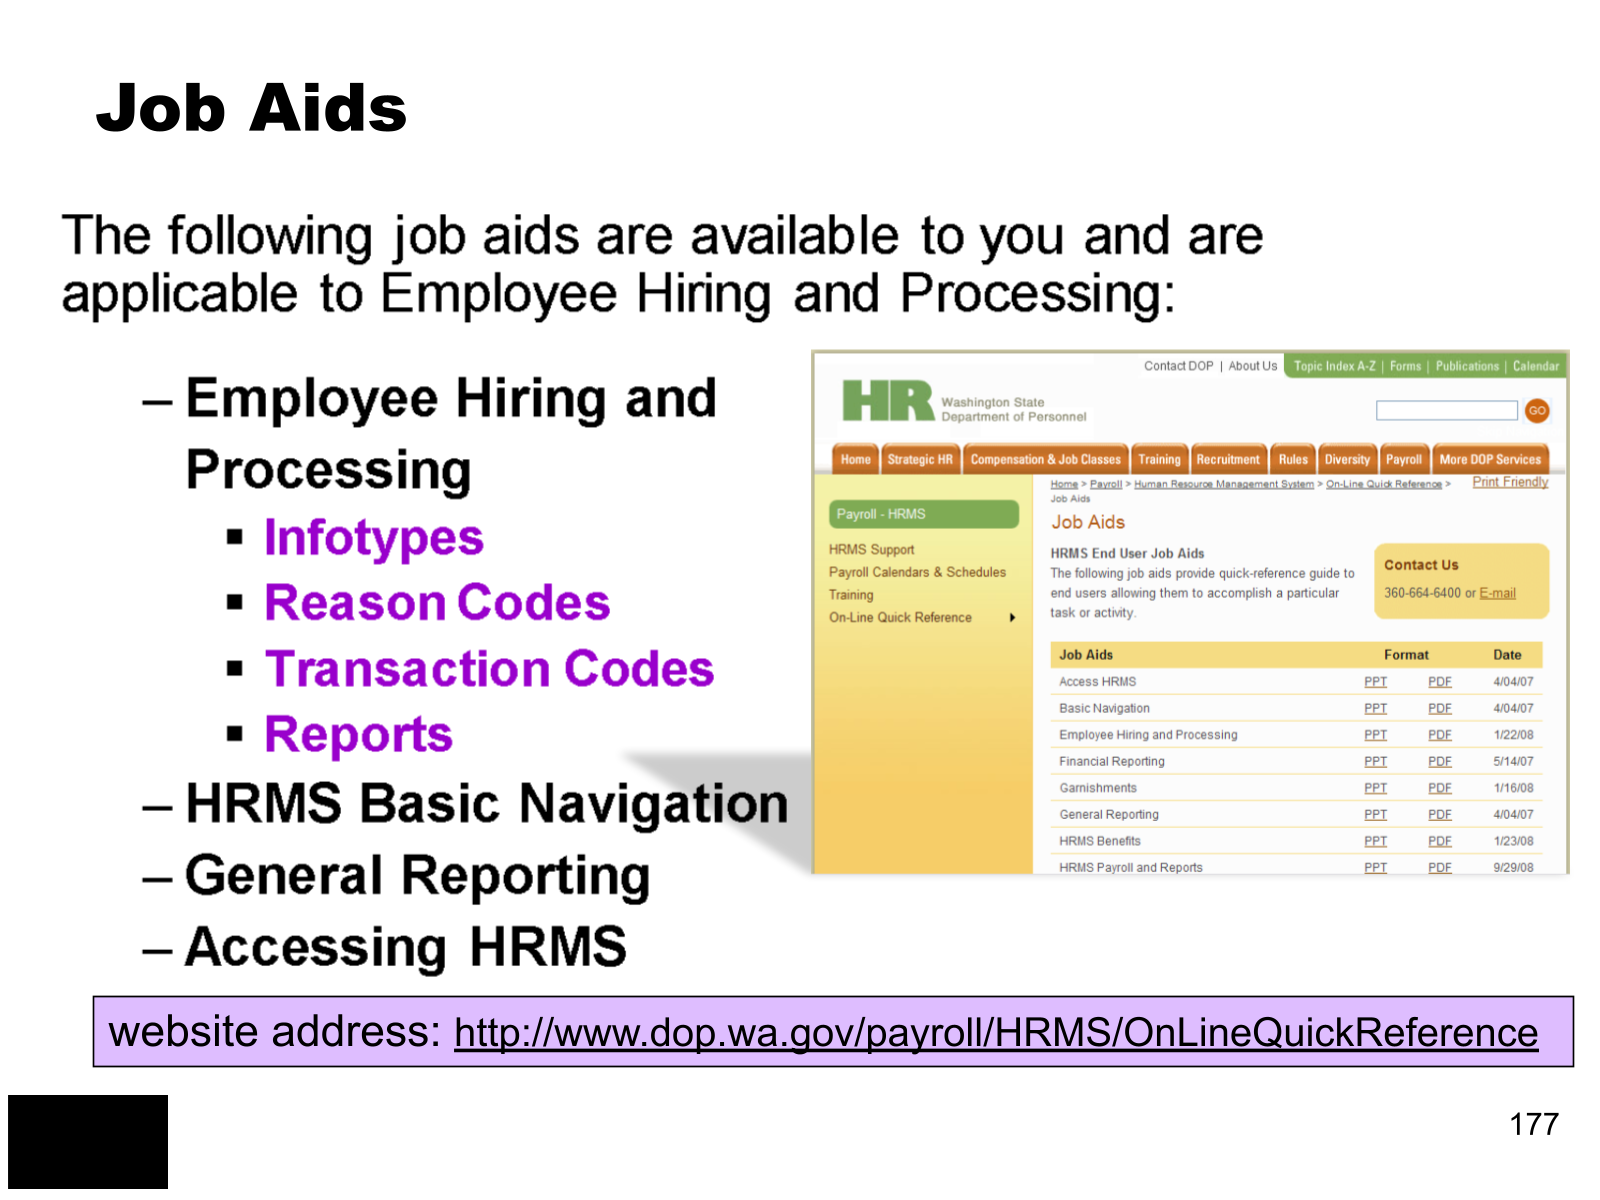 Job Aids
The following job aids are available to you and are
applicable to Employee Hiring and Processing:
– Employee Hiring and
Processing
▪ Infotypes
▪ Reason Codes
▪ Transaction Codes
▪ Reports
– HRMS Basic Navigation
– General Reporting
– Accessing HRMS
Contact DOP | About Us Topic Index A-Z | Forms | Publications | Calendar
HR Washington State
Department of Personnel
GO
Home Strategic HR Compensation & Job Classes Training Recruitment Rules Diversity Payroll More DOP Services
Home > Payroll > Human Resource Management System > On-Line Quick Reference >
Job Aids
Print Friendly
Payroll - HRMS
HRMS Support
Payroll Calendars & Schedules
Training
On-Line Quick Reference
Job Aids
HRMS End User Job Aids
The following job aids provide quick-reference guide to
end users allowing them to accomplish a particular
task or activity.
Contact Us
360-664-6400 or E-mail
Job Aids Format Date
Access HRMS PPT PDF 4/04/07
Basic Navigation PPT PDF 4/04/07
Employee Hiring and Processing PPT PDF 1/22/08
Financial Reporting PPT PDF 5/14/07
Garnishments PPT PDF 1/16/08
General Reporting PPT PDF 4/04/07
HRMS Benefits PPT PDF 1/23/08
HRMS Payroll and Reports PPT PDF 9/29/08
website address: http://www.dop.wa.gov/payroll/HRMS/OnLineQuickReference
177